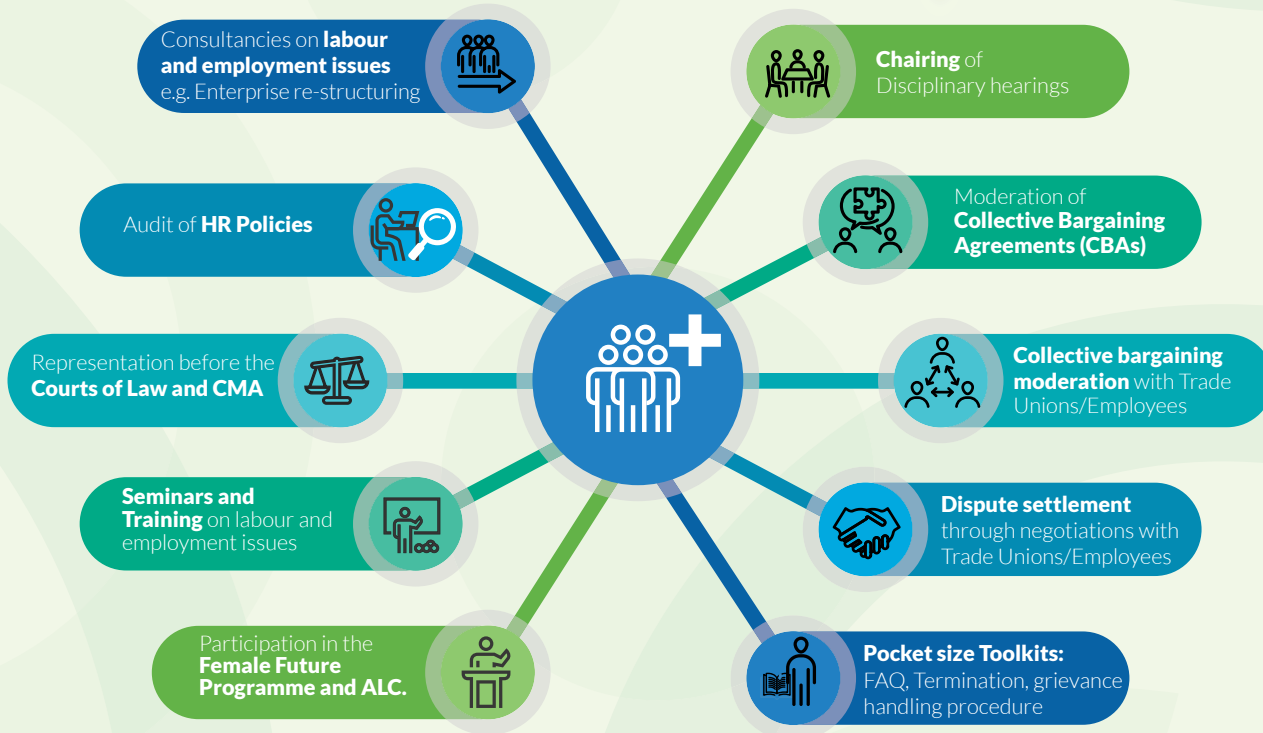 Consultancies on labour
and employment issues
e.g. Enterprise re-structuring
Audit of HR Policies
Representation before the
Courts of Law and CMA
Seminars and
Training on labour and
employment issues
Participation in the
Female Future
Programme and ALC.
Chairing of
Disciplinary hearings
Moderation of
Collective Bargaining
Agreements (CBAs)
Collective bargaining
moderation with Trade
Unions/Employees
Dispute settlement
through negotiations with
Trade Unions/Employees
Pocket size Toolkits:
FAQ, Termination, grievance
handling procedure